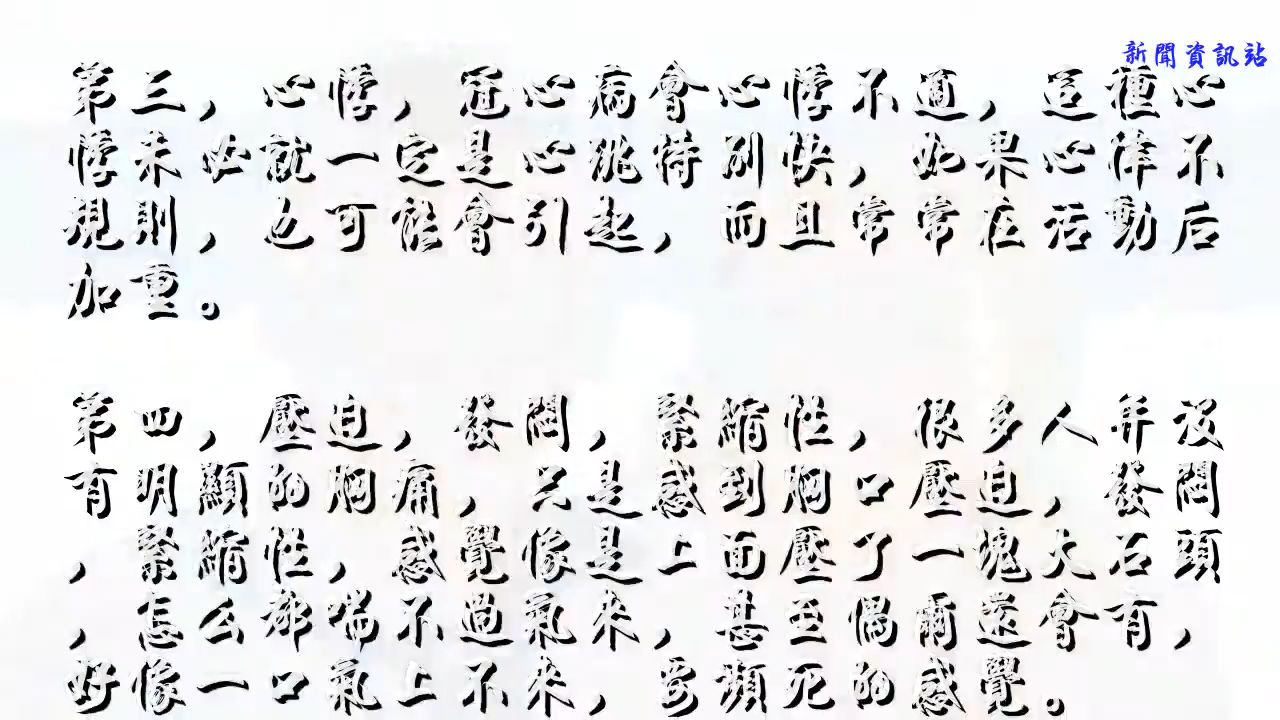 新聞資訊站
第三，心悸，冠心病會心悸不適，這種心
悸未必就一定是心跳特別快，如果心律不
規則，也可能會引起，而且常常在活動后
加重。
第四，壓迫，發悶，緊縮性，很多人并沒
有明顯的胸痛，只是感到胸口壓迫，發悶
，緊縮性，感覺像是上面壓了一塊大石頭
，怎么都喘不過氣來，甚至偶爾還會有，
好像一口氣上不來，要瀕死的感覺。